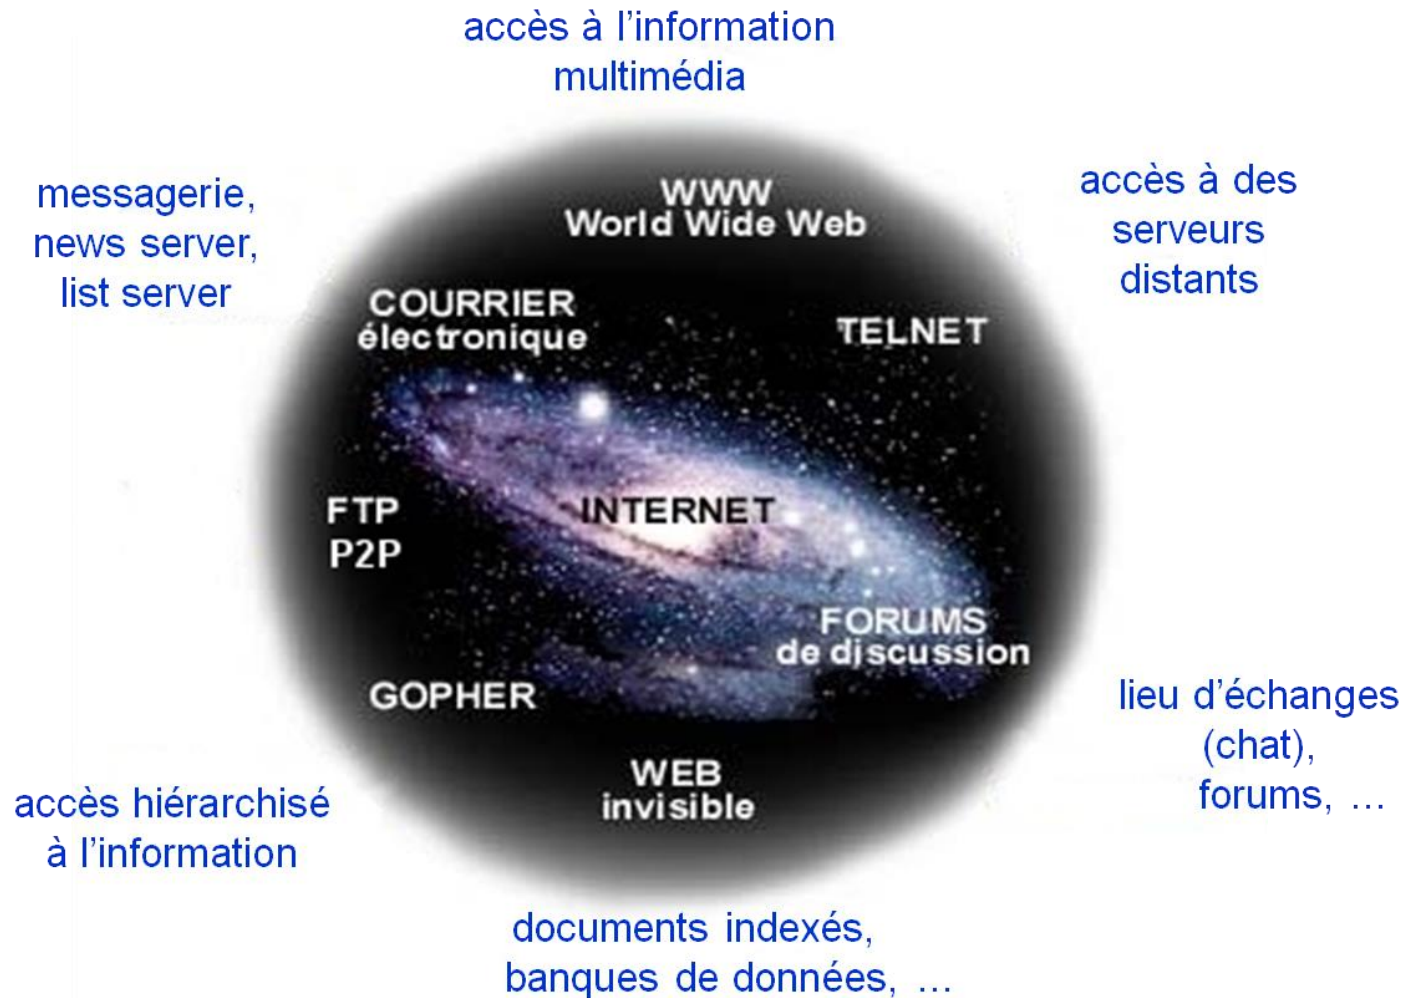 accès à l'information
multimédia
messagerie,
news server,
list server
accès à des
serveurs
distants
WWW
World Wide Web
COURRIER
électronique
TELNET
FTP
P2P
INTERNET
FORUMS
de discussion
GOPHER
WEB
invisible
lieu d'échanges
(chat),
forums, ...
accès hiérarchisé
à l'information
documents indexés,
banques de données, ...